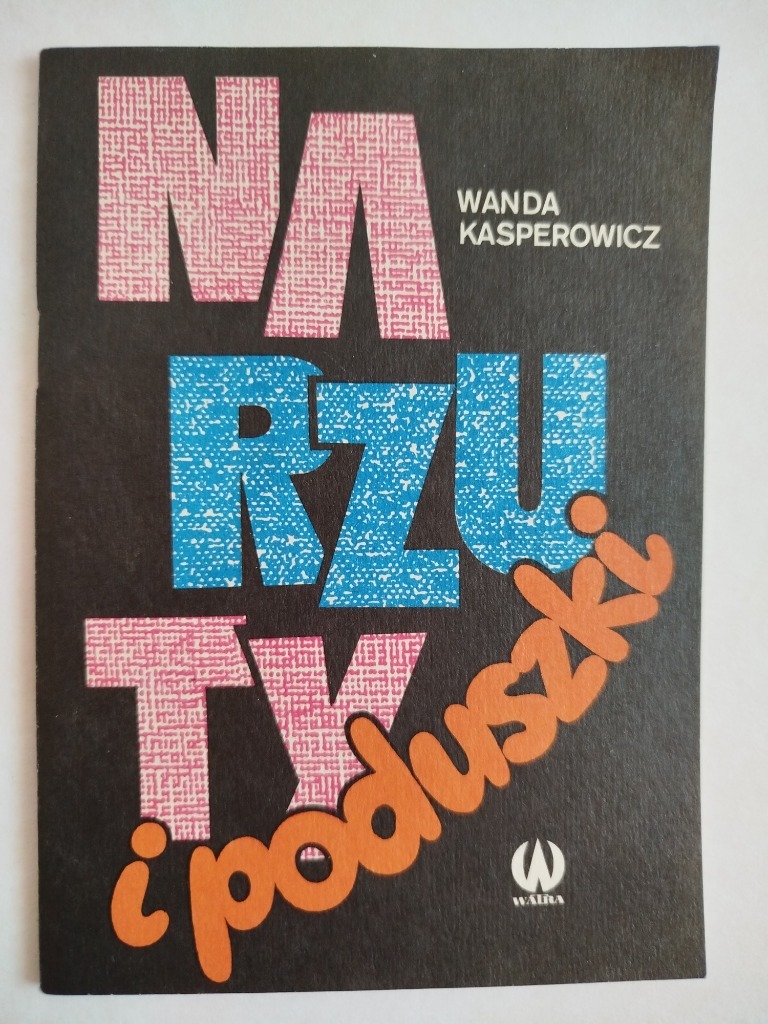 WANDA
KASPEROWICZ
NA
RZU
TY
i poduszki
WATRA